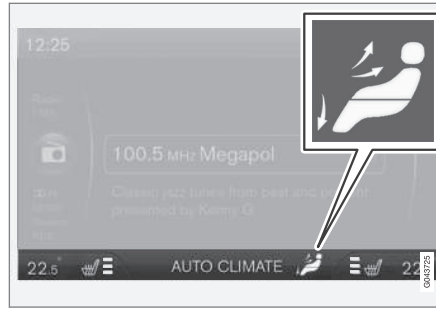 12:25
100.5 MHz Megapol
Classic jazz tunes from best and
presented by Kenny G
22.5° AUTO CLIMATE 22
G043725